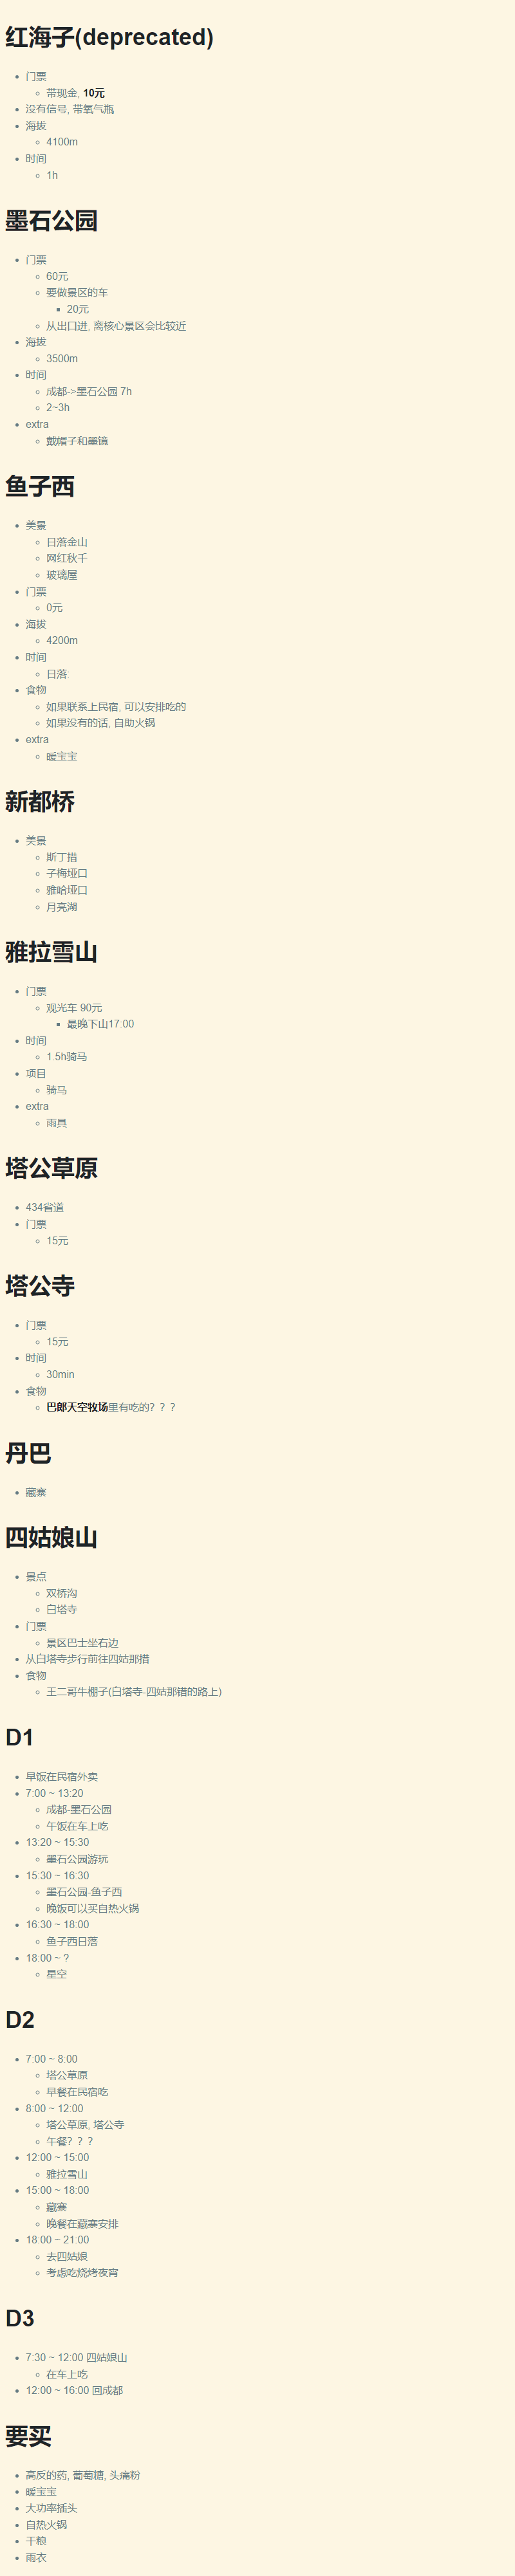 红海子(deprecated)
门票
带现金, 10元
没有信号, 带氧气瓶
海拔
4100m
时间
1h
墨石公园
门票
60元
要做景区的车
20元
从出口进, 离核心景区会比较近
海拔
3500m
时间
成都->墨石公园 7h
2~3h
extra
戴帽子和墨镜
鱼子西
美景
日落金山
网红秋千
玻璃屋
门票
0元
海拔
4200m
时间
日落:
食物
如果联系上民宿, 可以安排吃的
如果没有的话, 自助火锅
extra
暖宝宝
新都桥
美景
斯丁措
子梅垭口
雅哈垭口
月亮湖
雅拉雪山
门票
观光车 90元
最晚下山17:00
时间
1.5h骑马
项目
骑马
extra
雨具
塔公草原
434省道
门票
15元
塔公寺
门票
15元
时间
30min
食物
巴郎天空牧场里有吃的？？？
丹巴
藏寨
四姑娘山
景点
双桥沟
白塔寺
门票
景区巴士坐右边
从白塔寺步行前往四姑那措
食物
王二哥牛棚子(白塔寺-四姑那错的路上)
D1
早饭在民宿外卖
7:00 ~ 13:20
成都-墨石公园
午饭在车上吃
13:20 ~ 15:30
墨石公园游玩
15:30 ~ 16:30
墨石公园-鱼子西
晚饭可以买自热火锅
16:30 ~ 18:00
鱼子西日落
18:00 ~ ?
星空
D2
7:00 ~ 8:00
塔公草原
早餐在民宿吃
8:00 ~ 12:00
塔公草原, 塔公寺
午餐？？？
12:00 ~ 15:00
雅拉雪山
15:00 ~ 18:00
藏寨
晚餐在藏寨安排
18:00 ~ 21:00
去四姑娘
考虑吃烧烤夜宵
D3
7:30 ~ 12:00 四姑娘山
在车上吃
12:00 ~ 16:00 回成都
要买
高反的药, 葡萄糖, 头痛粉
暖宝宝
大功率插头
自热火锅
干粮
雨衣